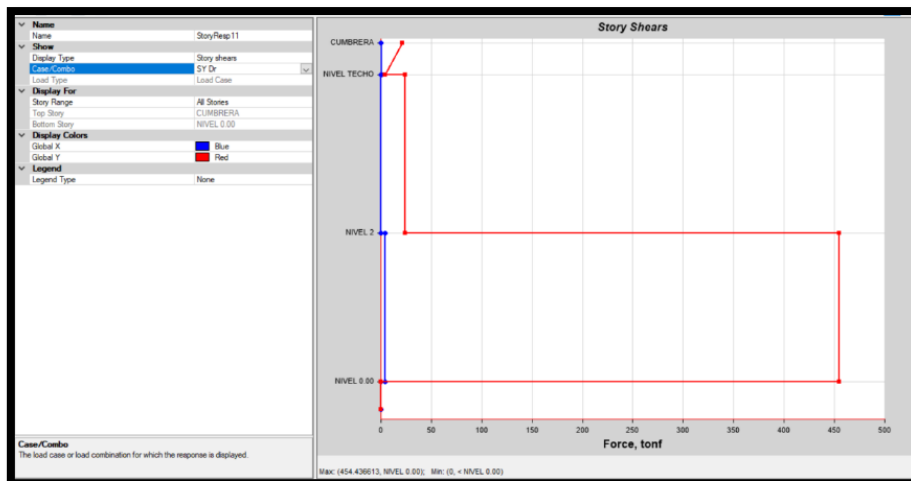 Name
Name StoryResp11
Show
Display Type Story shears
Case/Combo SY Dr
Load Type Load Case
Display For
Story Range All Stories
Top Story CUMBRERA
Bottom Story NIVEL 0.00
Display Colors
Global X Blue
Global Y Red
Legend
Legend Type None
Case/Combo
The load case or load combination for which the response is displayed.
Story Shears
CUMBRERA
NIVEL TECHO
NIVEL 2
NIVEL 0.00
0 50 100 150 200 250 300 350 400 450 500
Force, tonf
Max: (454.436613, NIVEL 0.00); Min: (0, < NIVEL 0.00)